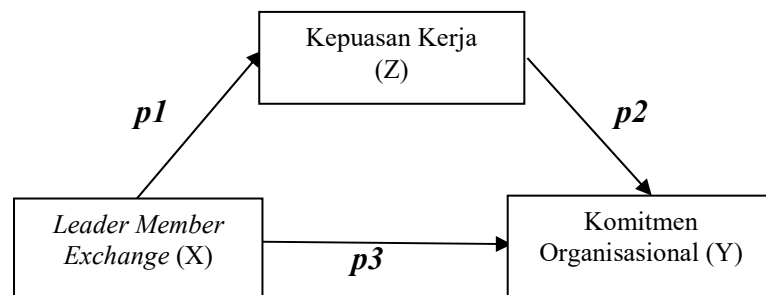 Kepuasan Kerja
(Z)
p1
p2
Leader Member
Exchange (X)
p3
Komitmen
Organisasional (Y)